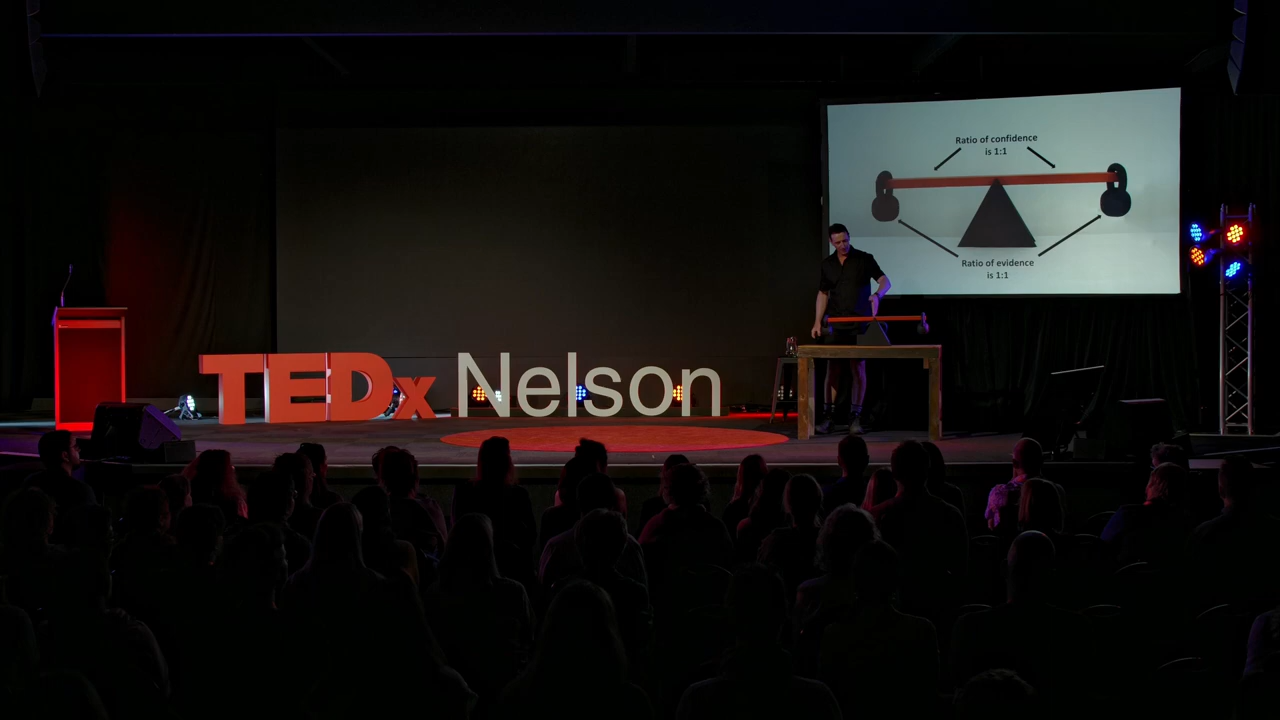 Ratio of confidence
is 1:1
Ratio of evidence
is 1:1
TEDx Nelson